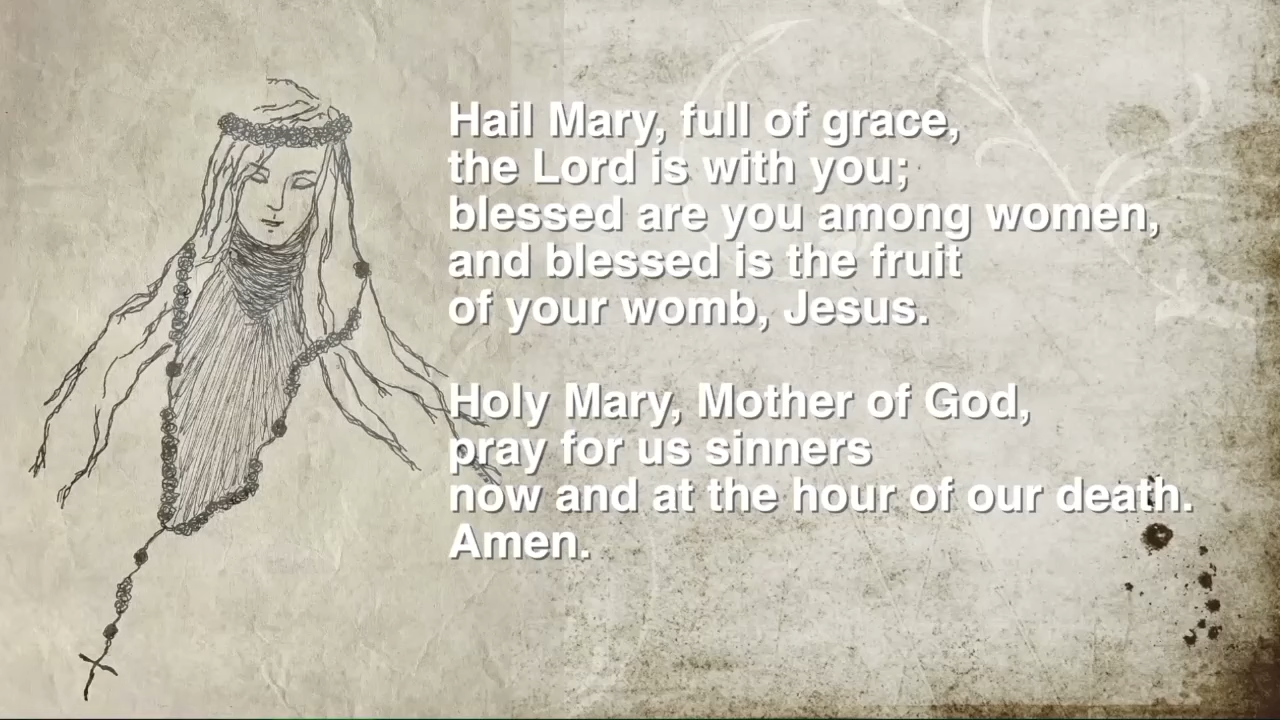 Hail Mary, full of grace,
the Lord is with you;
blessed are you among women,
and blessed is the fruit
of your womb, Jesus.
Holy Mary, Mother of God,
pray for us sinners
now and at the hour of our death.
Amen.